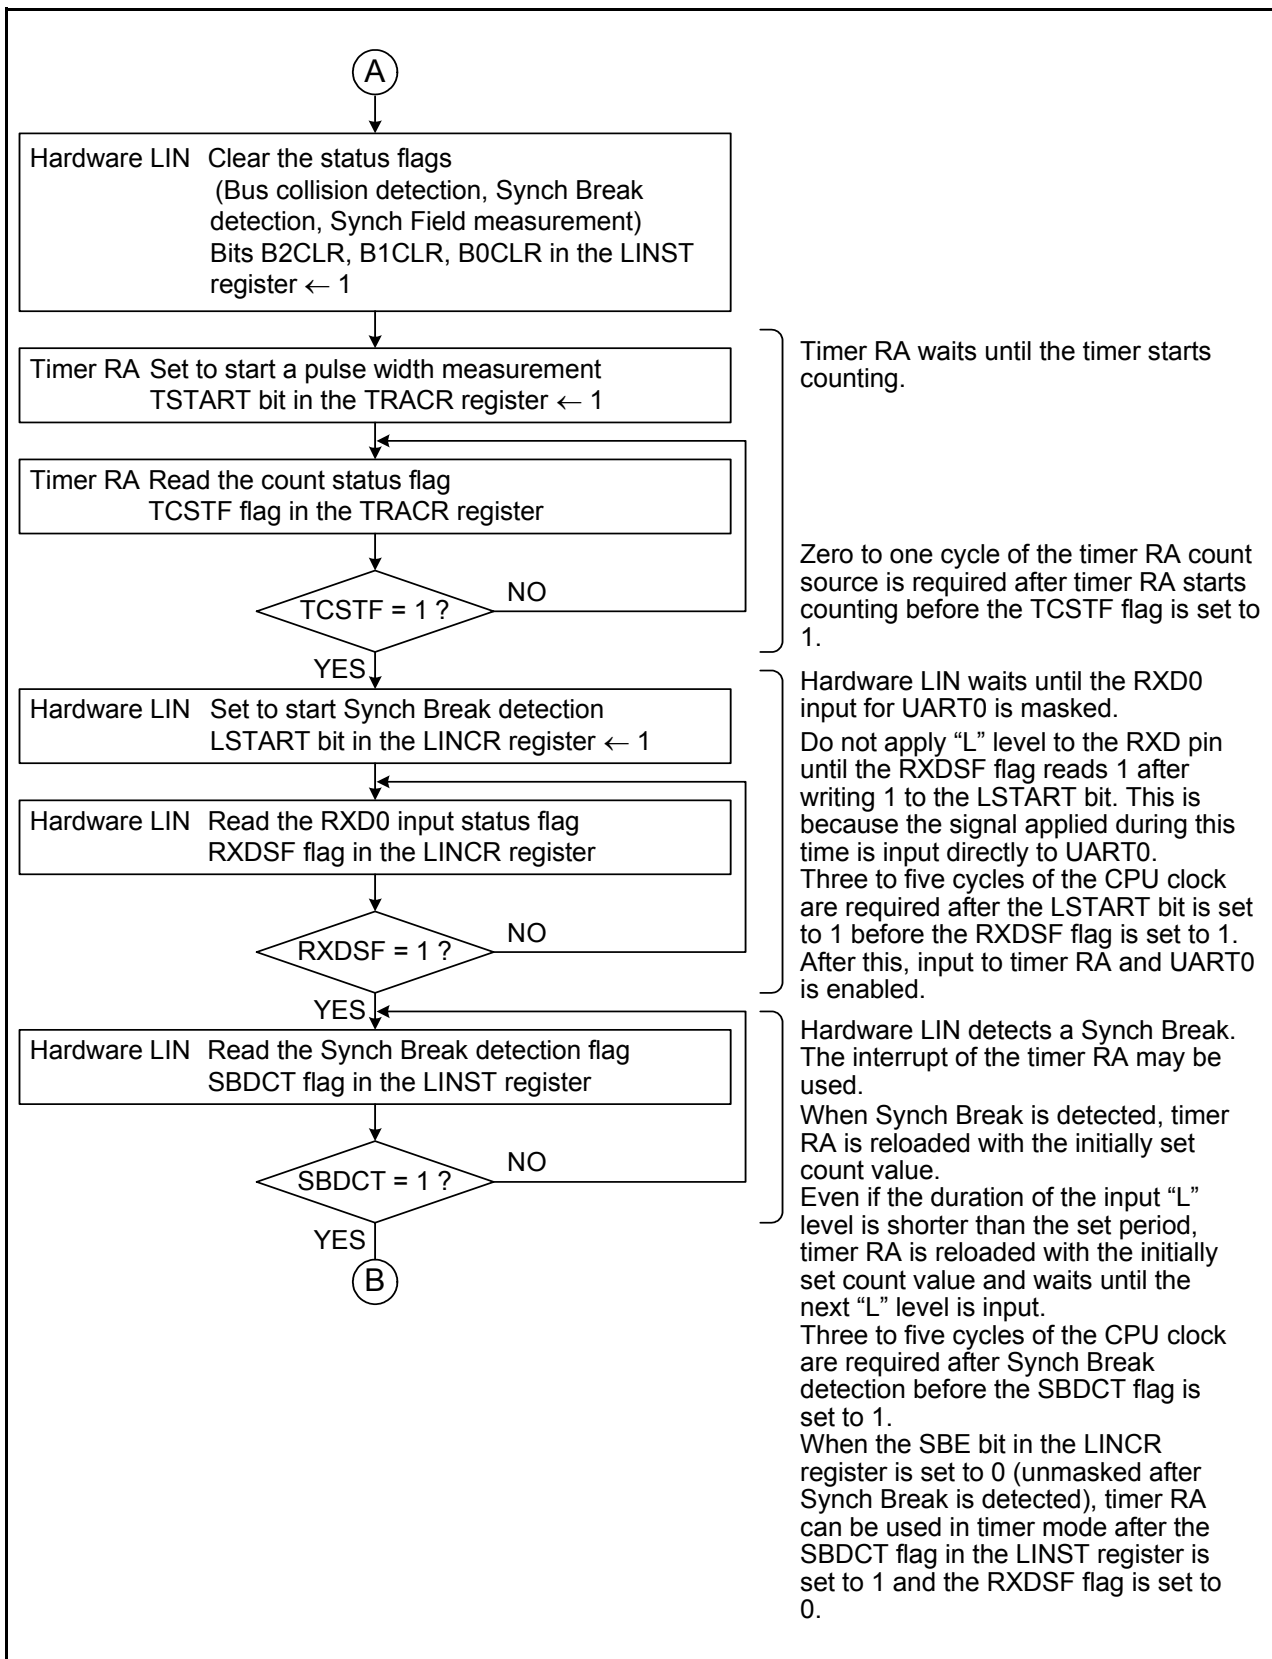 A
Hardware LIN Clear the status flags
(Bus collision detection, Synch Break
detection, Synch Field measurement)
Bits B2CLR, B1CLR, B0CLR in the LINST
register ← 1
Timer RA Set to start a pulse width measurement
TSTART bit in the TRACR register ← 1
Timer RA waits until the timer starts
counting.
Timer RA Read the count status flag
TCSTF flag in the TRACR register
TCSTF = 1 ?
NO
YES
Zero to one cycle of the timer RA count
source is required after timer RA starts
counting before the TCSTF flag is set to
1.
Hardware LIN Set to start Synch Break detection
LSTART bit in the LINCR register ← 1
Hardware LIN Read the RXD0 input status flag
RXDSF flag in the LINCR register
RXDSF = 1 ?
NO
YES
Hardware LIN waits until the RXD0
input for UART0 is masked.
Do not apply “L” level to the RXD pin
until the RXDSF flag reads 1 after
writing 1 to the LSTART bit. This is
because the signal applied during this
time is input directly to UART0.
Three to five cycles of the CPU clock
are required after the LSTART bit is set
to 1 before the RXDSF flag is set to 1.
After this, input to timer RA and UART0
is enabled.
Hardware LIN Read the Synch Break detection flag
SBDCT flag in the LINST register
SBDCT = 1 ?
NO
YES
B
Hardware LIN detects a Synch Break.
The interrupt of the timer RA may be
used.
When Synch Break is detected, timer
RA is reloaded with the initially set
count value.
Even if the duration of the input “L”
level is shorter than the set period,
timer RA is reloaded with the initially
set count value and waits until the
next “L” level is input.
Three to five cycles of the CPU clock
are required after Synch Break
detection before the SBDCT flag is
set to 1.
When the SBE bit in the LINCR
register is set to 0 (unmasked after
Synch Break is detected), timer RA
can be used in timer mode after the
SBDCT flag in the LINST register is
set to 1 and the RXDSF flag is set to
0.